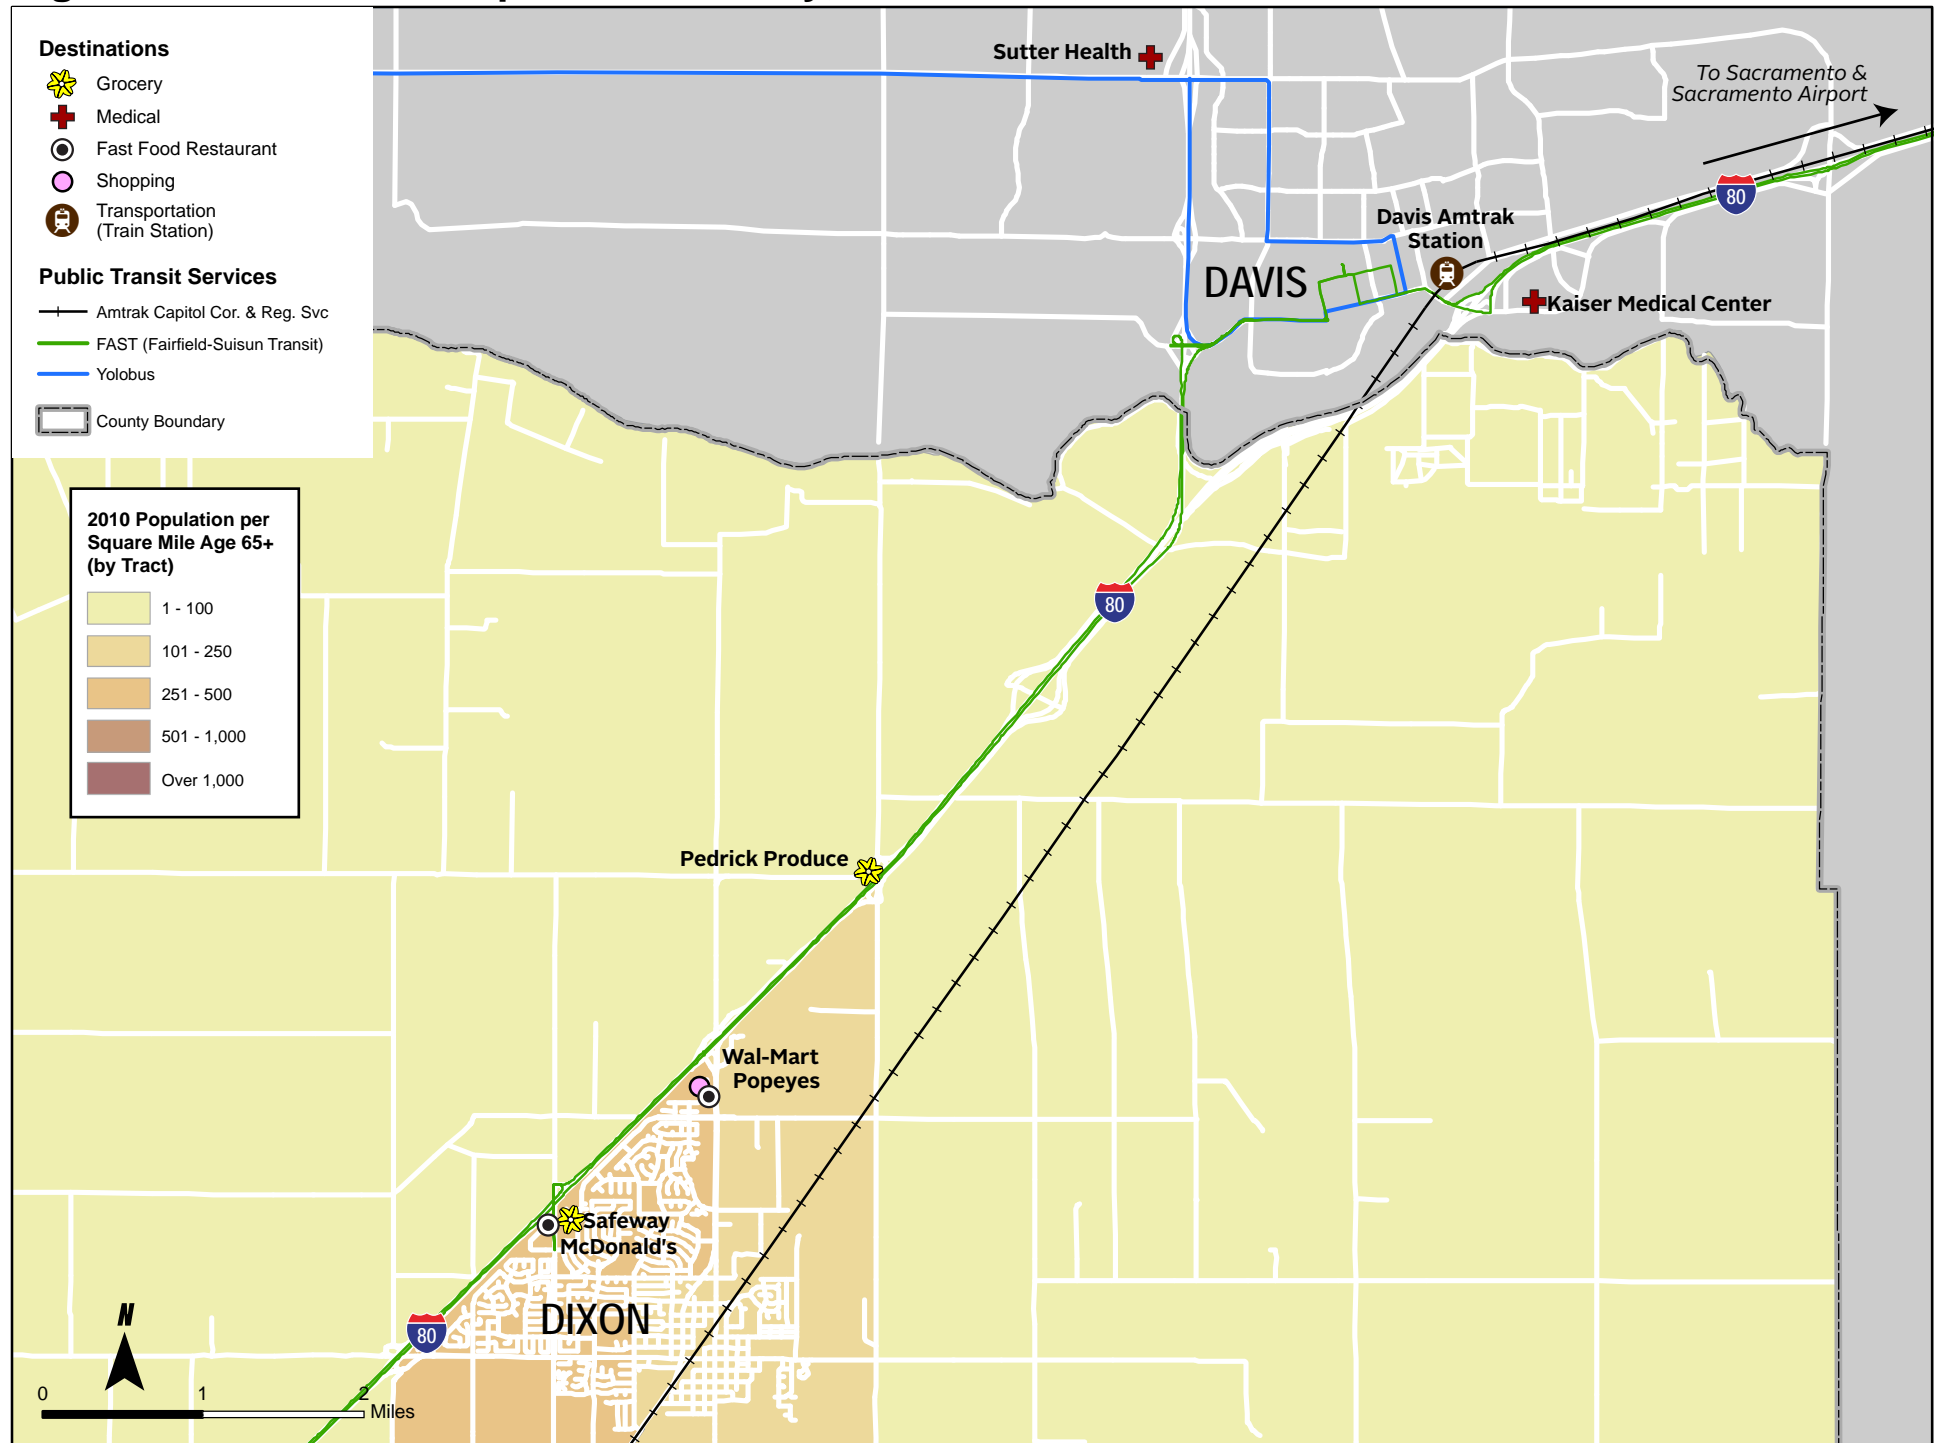 Destinations
Grocery
Medical
Fast Food Restaurant
Shopping
Transportation
(Train Station)
Public Transit Services
Amtrak Capitol Cor. & Reg. Svc
FAST (Fairfield-Suisun Transit)
Yolobus
County Boundary
2010 Population per
Square Mile Age 65+
(by Tract)
1 - 100
101 - 250
251 - 500
501 - 1,000
Over 1,000
Sutter Health
To Sacramento &
Sacramento Airport
80
Davis Amtrak
Station
DAVIS
Kaiser Medical Center
80
Pedrick Produce
Wal-Mart
Popeyes
Safeway
McDonald's
DIXON
80
N
0 1 2
Miles